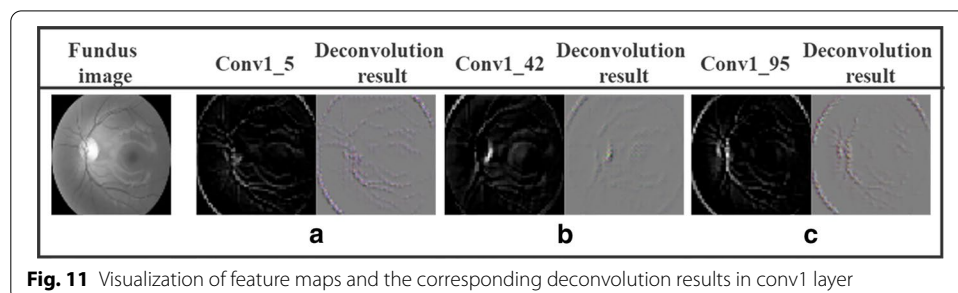 Fundus image Conv1_5 Deconvolution result Conv1_42 Deconvolution result Conv1_95 Deconvolution result
a b c
Fig. 11 Visualization of feature maps and the corresponding deconvolution results in conv1 layer